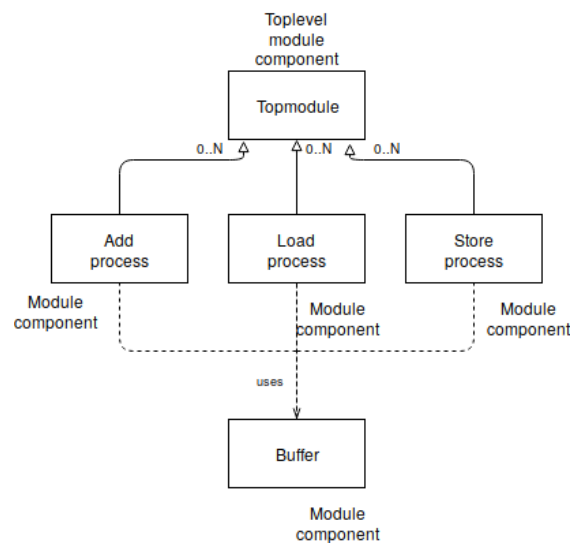 Toplevel
module
component
Topmodule
0..N
0..N
0..N
Add
process
Load
process
Store
process
Module
component
Module
component
Module
component
uses
Buffer
Module
component